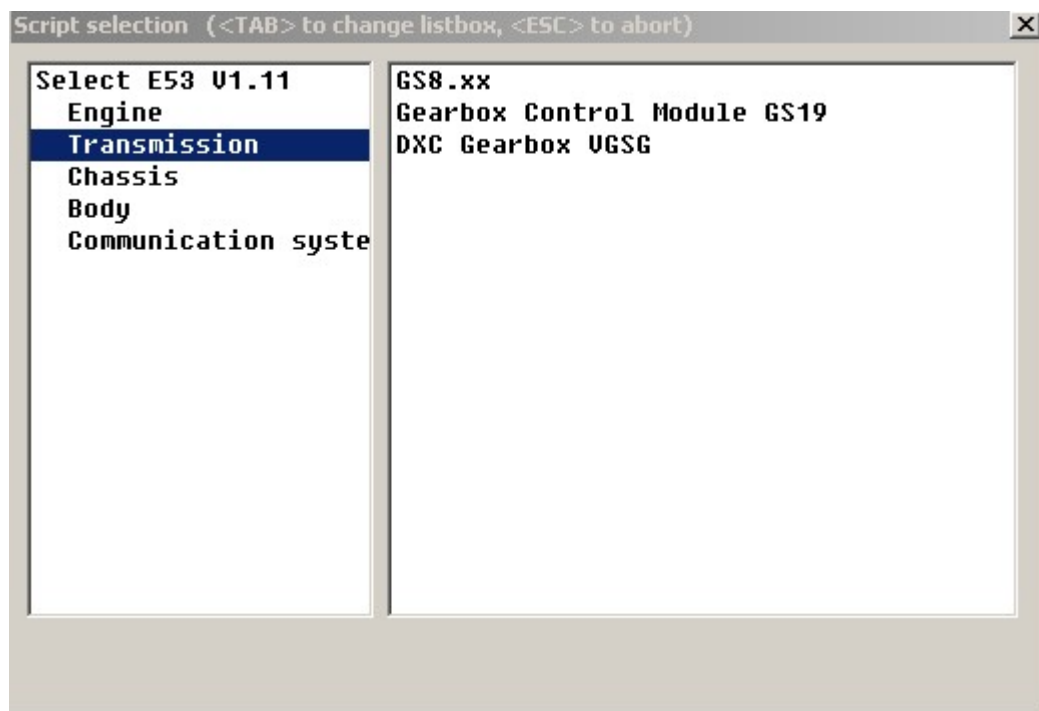 Script selection (<TAB> to change listbox, <ESC> to abort)
Select E53 V1.11
Engine
Transmission
Chassis
Body
Communication syste
GS8.xx
Gearbox Control Module GS19
DXC Gearbox VGSG